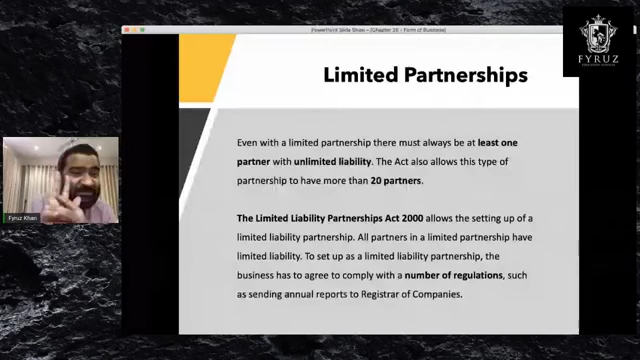 [PowerPoint Slide Show - [Chapter 28 - Form of Business]
FYRUZ
Limited Partnerships
Even with a limited partnership there must always be at least one
partner with unlimited liability. The Act also allows this type of
partnership to have more than 20 partners.
The Limited Liability Partnerships Act 2000 allows the setting up of a
limited liability partnership. All partners in a limited partnership have
limited liability. To set up as a limited liability partnership, the
business has to agree to comply with a number of regulations, such
as sending annual reports to Registrar of Companies.
Fyruz Khan